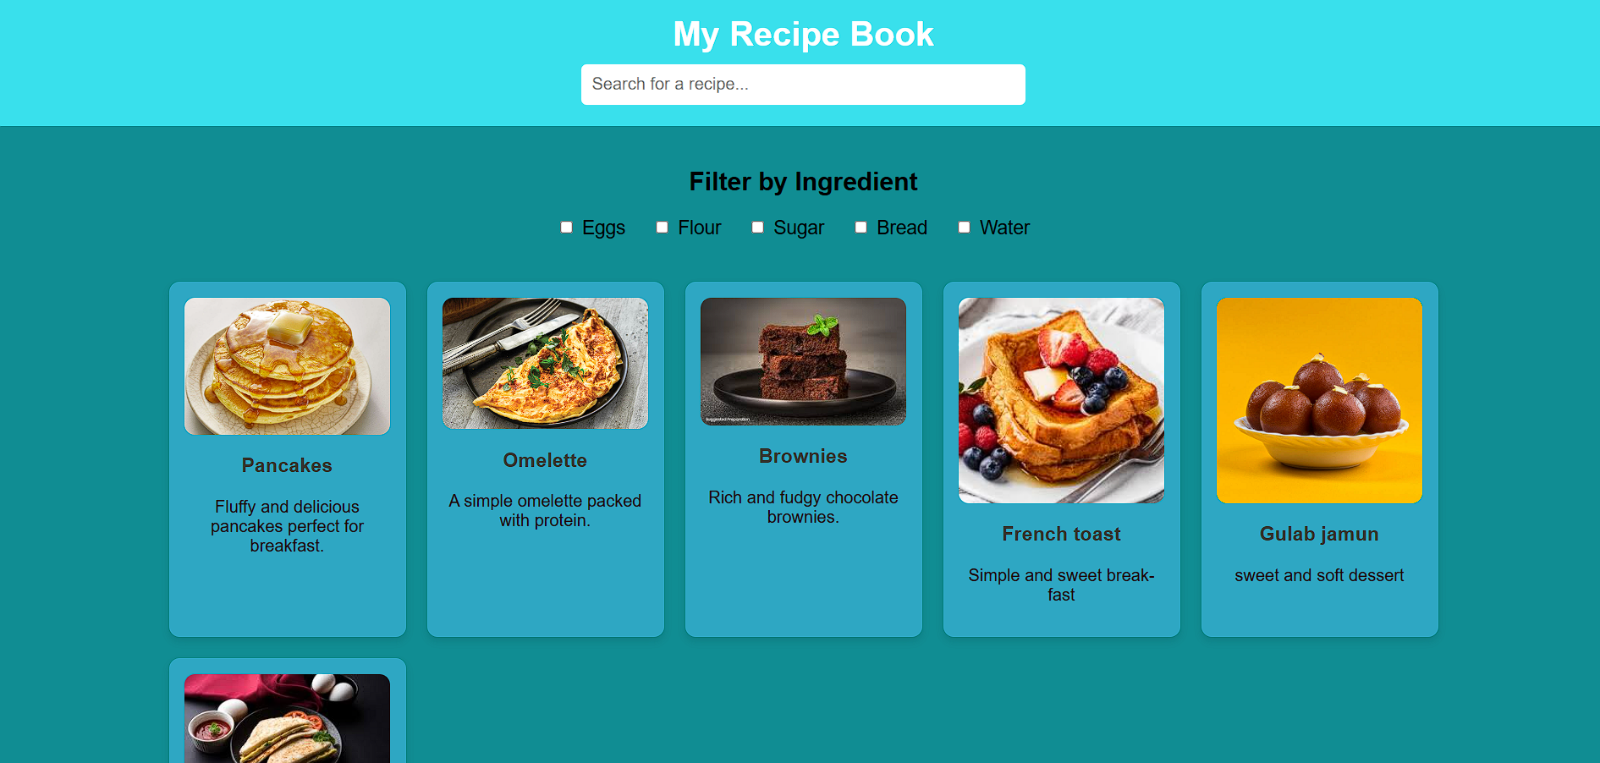 My Recipe Book
Search for a recipe...
Filter by Ingredient
Eggs Flour Sugar Bread Water
Pancakes
Fluffy and delicious
pancakes perfect for
breakfast.
Omelette
A simple omelette packed
with protein.
Suggested Preparation
Brownies
Rich and fudgy chocolate
brownies.
French toast
Simple and sweet break-
fast
Gulab jamun
sweet and soft dessert